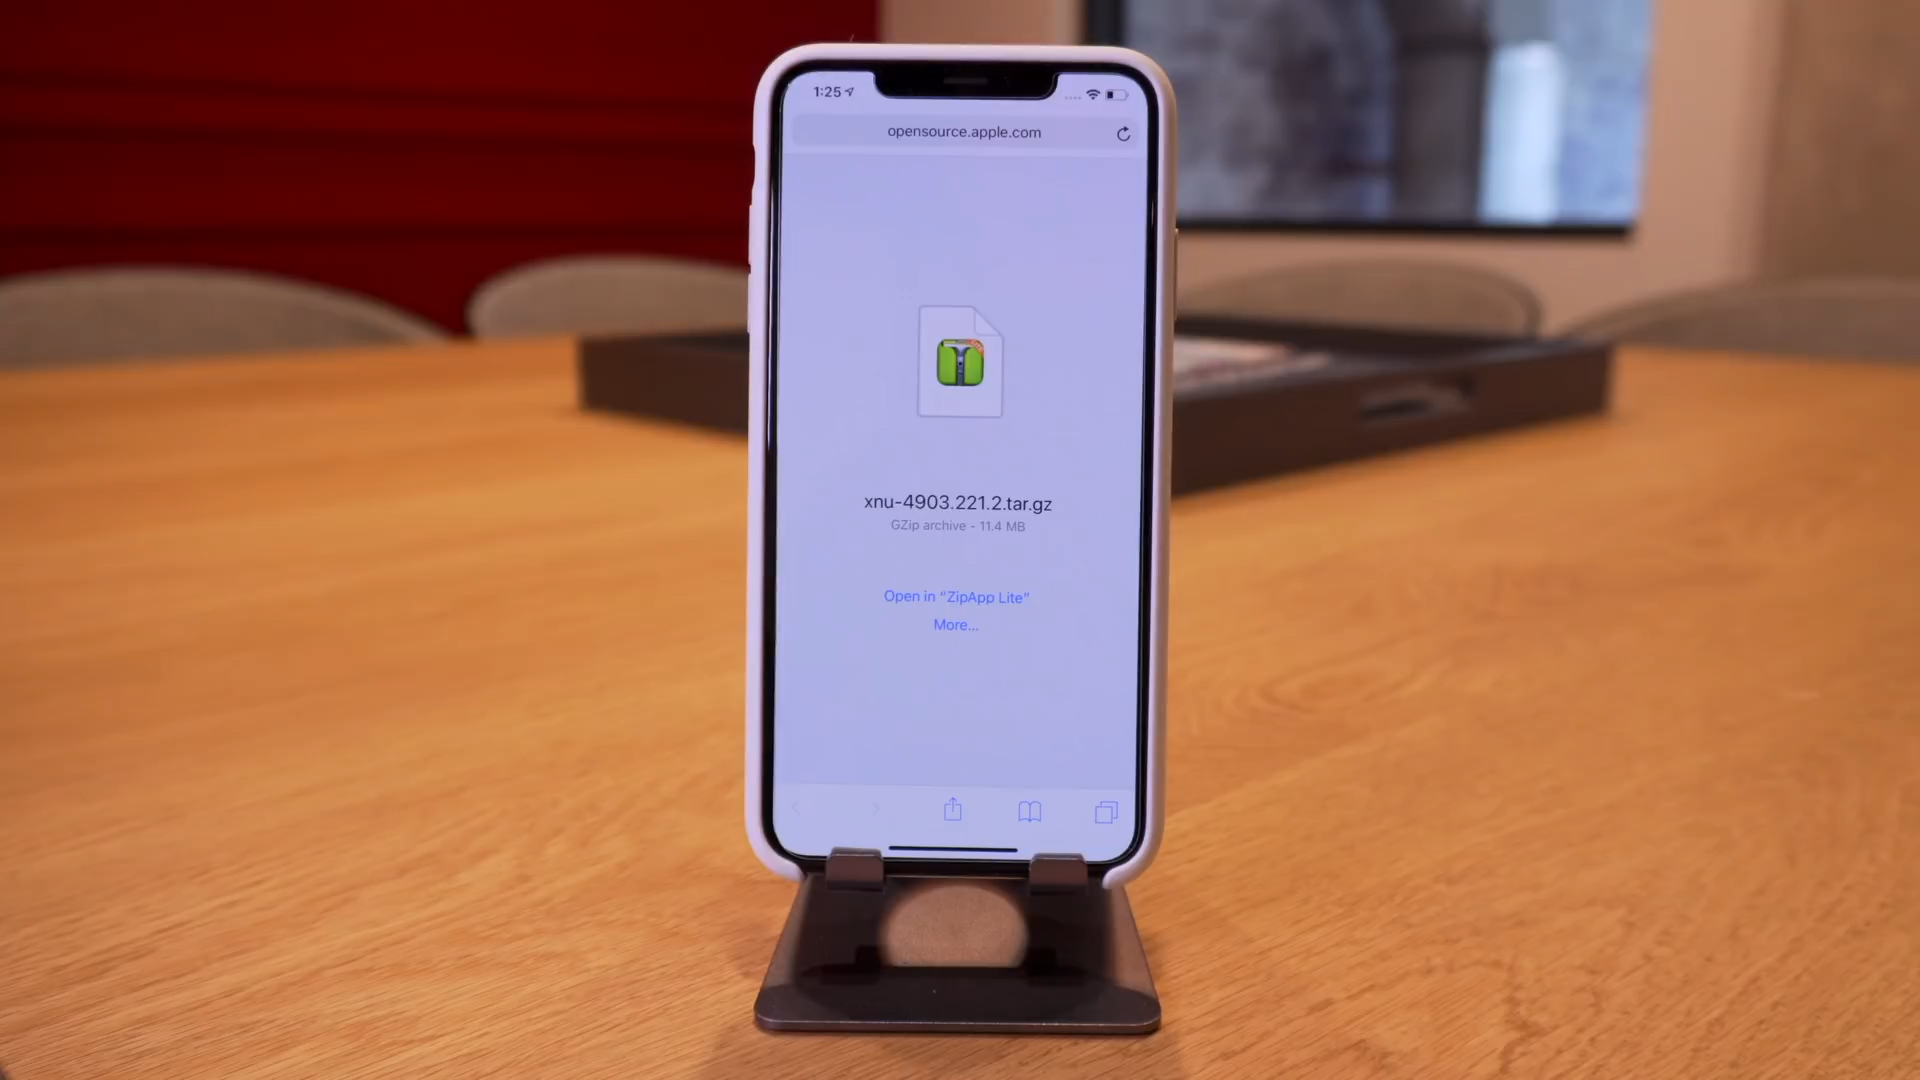 1:25
opensource.apple.com
xnu-4903.221.2.tar.gz
GZip archive - 11.4 MB
Open in “ZipApp Lite”
More...